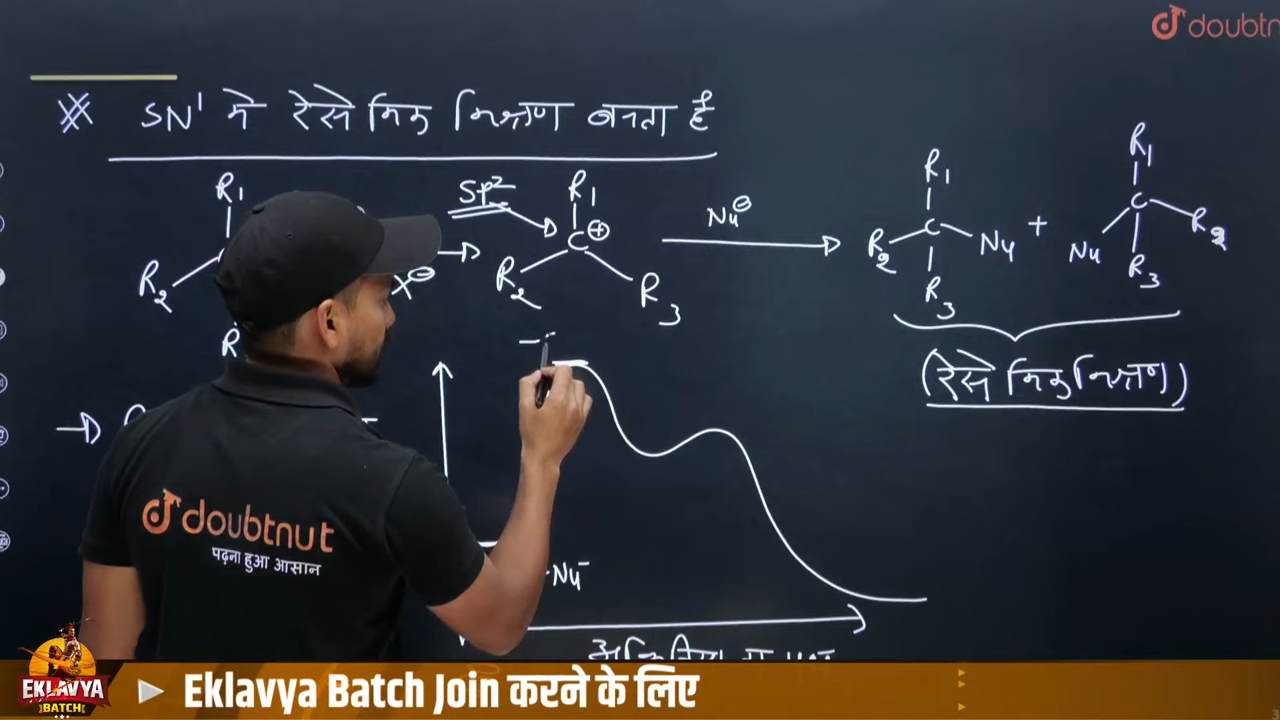 doubtn
SN¹ मे रेसेमिक मिश्रण बनता है
R₁
R₂
R
X⊖
SP²
R₁
C⊕
R₂
R₃
Nu⊖
R₁
C
R₂
Nu
R₃
+
R₁
C
Nu
R₂
R₃
(रेसेमिक मिश्रण)
-Nu⁻
doubtnut
पढ़ना हुआ आसान
EKLAVYA
BATCH
Eklavya Batch Join करने के लिए